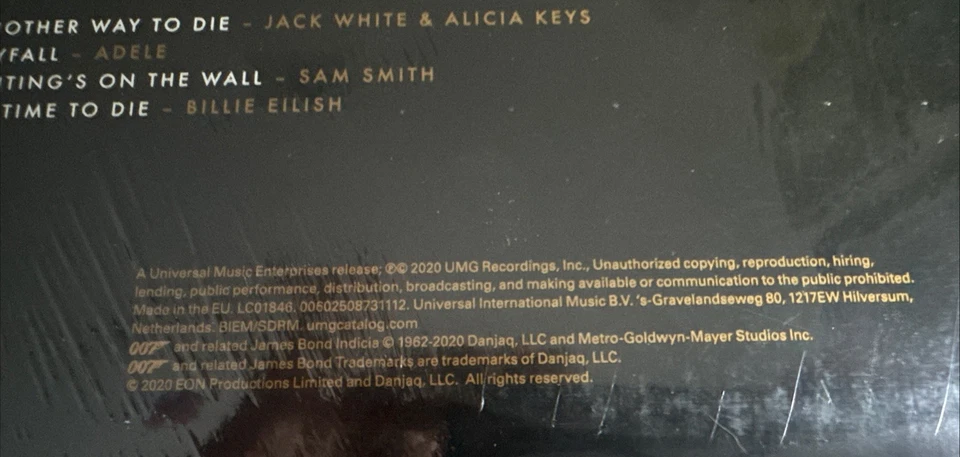 OTHER WAY TO DIE – JACK WHITE & ALICIA KEYS
YFALL – ADELE
TING'S ON THE WALL – SAM SMITH
TIME TO DIE – BILLIE EILISH
A Universal Music Enterprises release; ℗© 2020 UMG Recordings, Inc., Unauthorized copying, reproduction, hiring,
lending, public performance, distribution, broadcasting, and making available or communication to the public prohibited.
Made in the EU. LC01846. 00602508731112. Universal International Music B.V. 's-Gravelandseweg 80, 1217EW Hilversum,
Netherlands. BIEM/SDRM. umgcatalog.com
007 and related James Bond Indicia © 1962-2020 Danjaq, LLC and Metro-Goldwyn-Mayer Studios Inc.
007 and related James Bond Trademarks are trademarks of Danjaq, LLC.
© 2020 EON Productions Limited and Danjaq, LLC. All rights reserved.